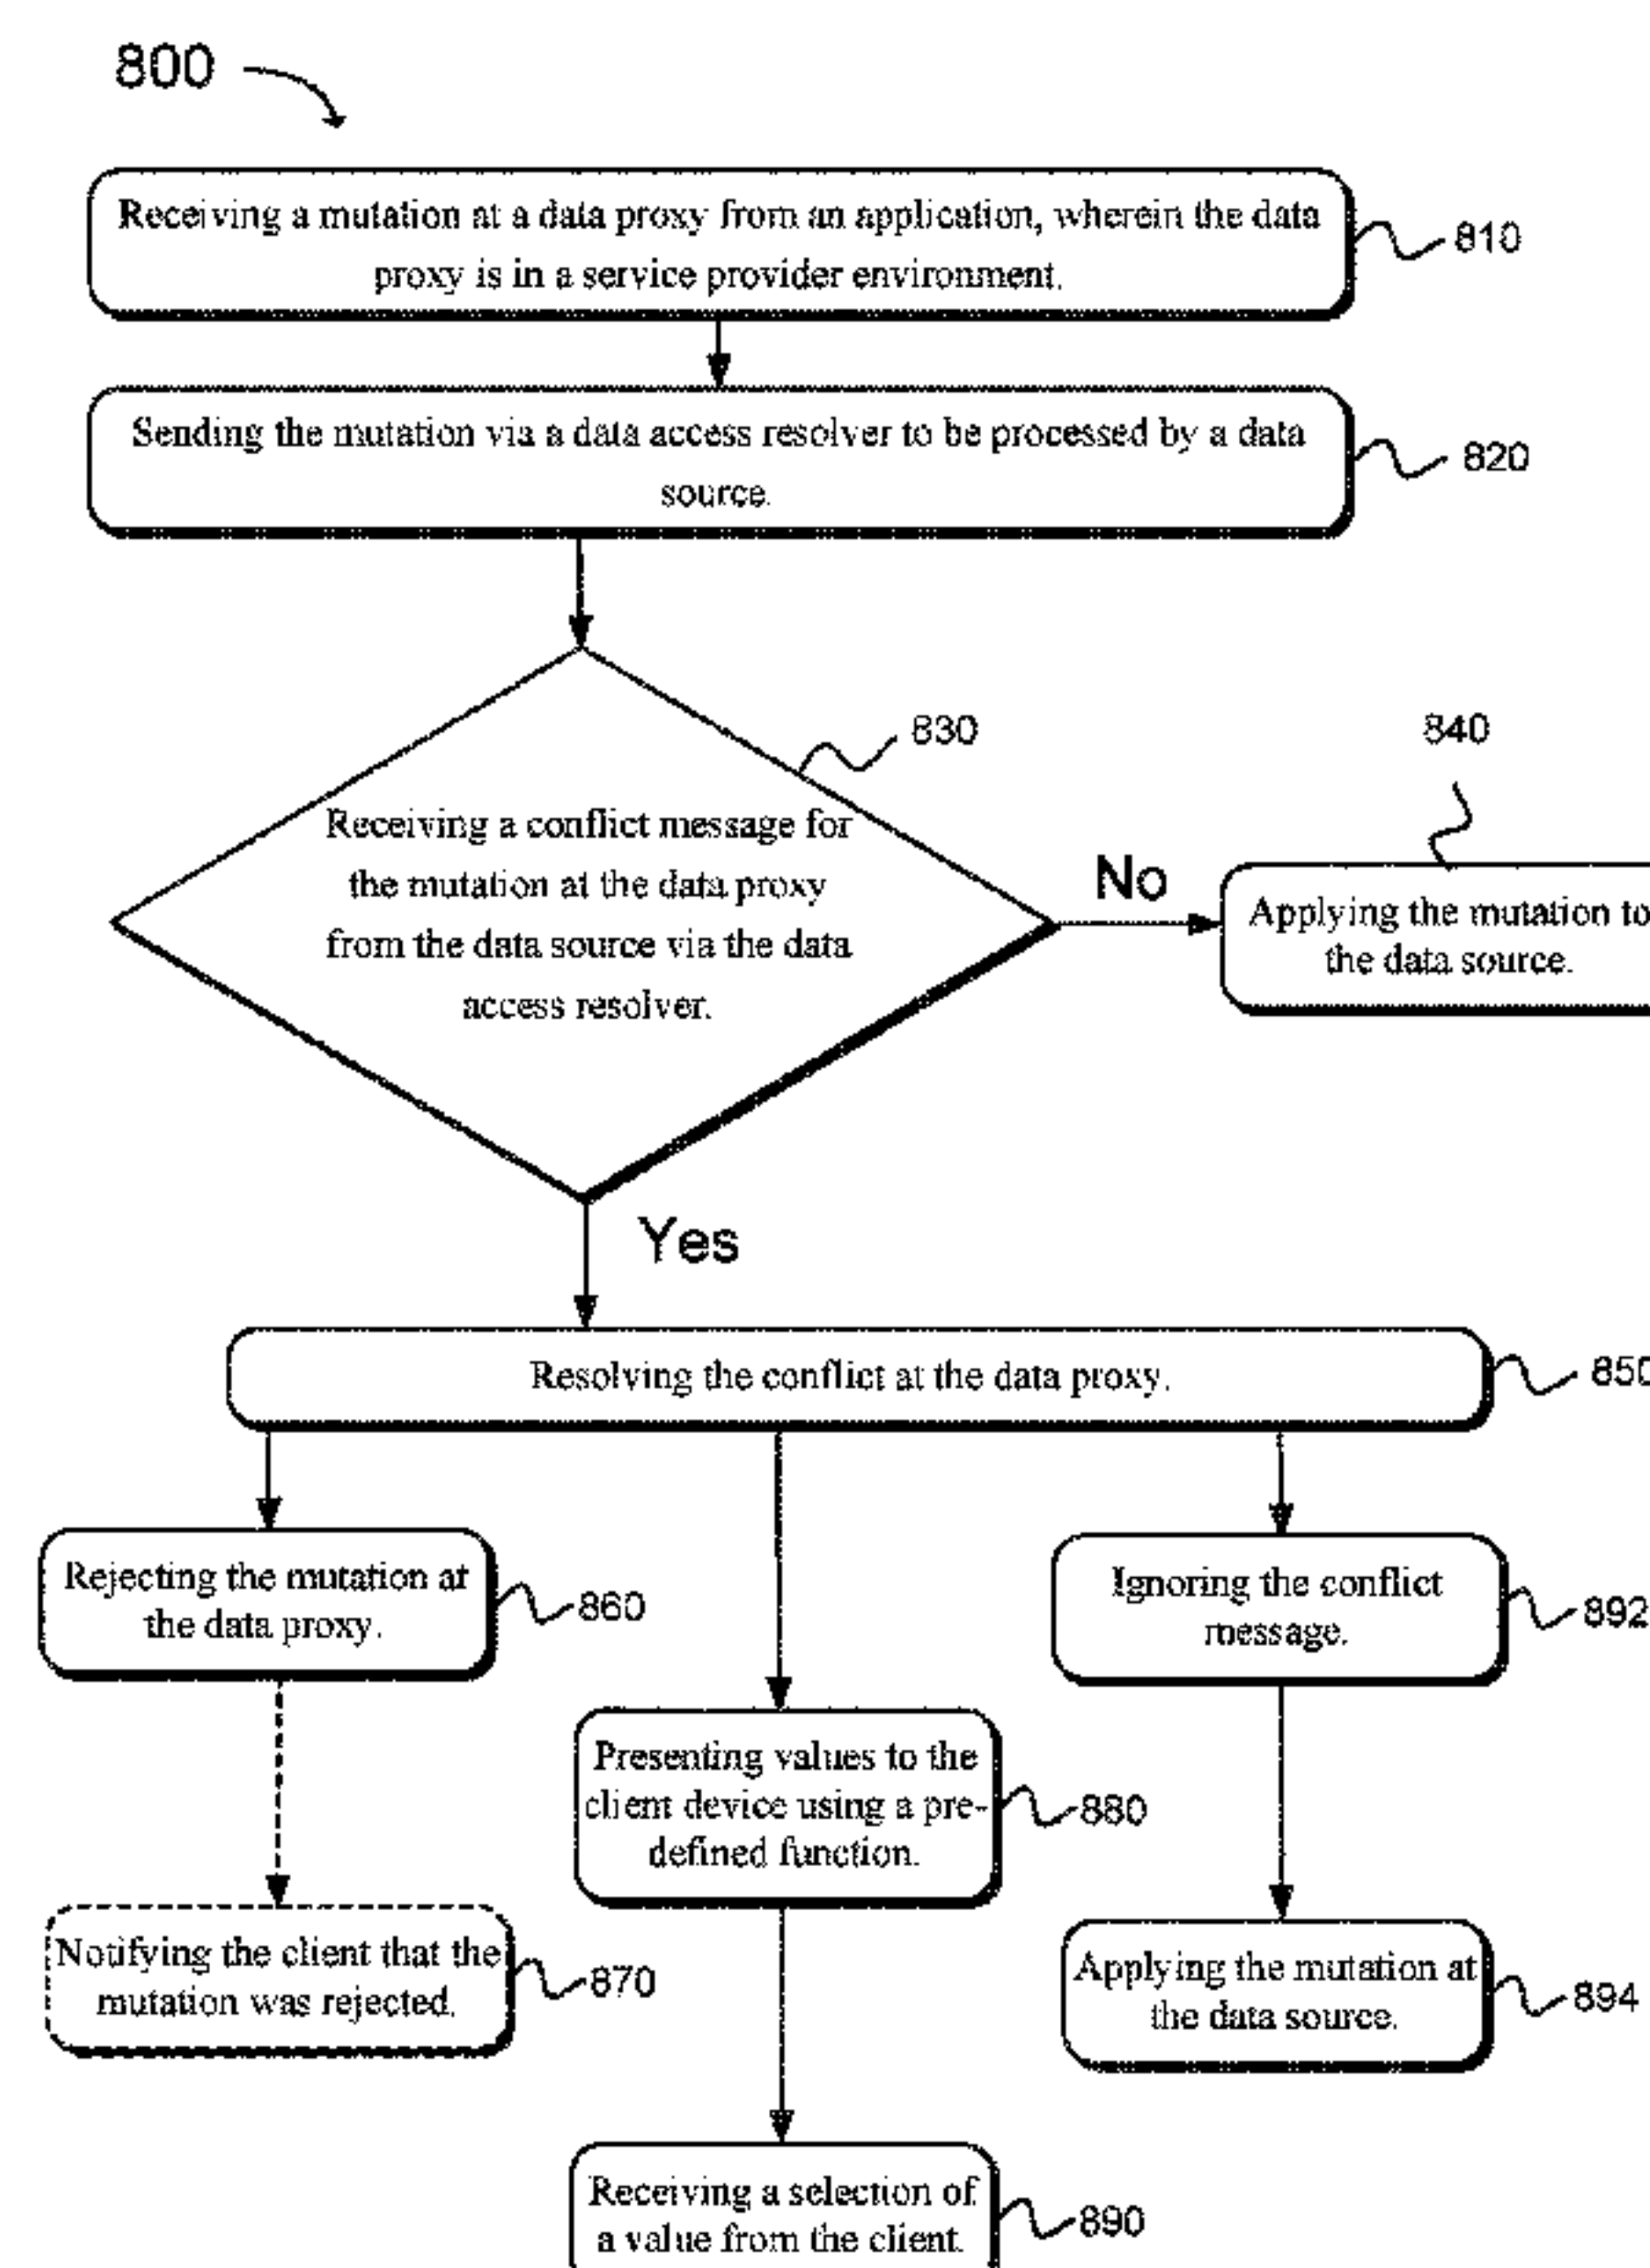 800
Receiving a mutation at a data proxy from an application, wherein the data
proxy is in a service provider environment.
810
Sending the mutation via a data access resolver to be processed by a data
source.
820
830
Receiving a conflict message for
the mutation at the data proxy
from the data source via the data
access resolver.
No
840
Applying the mutation to
the data source.
Yes
Resolving the conflict at the data proxy.
850
Rejecting the mutation at
the data proxy.
860
Ignoring the conflict
message.
892
Presenting values to the
client device using a pre-
defined function.
880
Notifying the client that the
mutation was rejected.
870
Applying the mutation at
the data source.
894
Receiving a selection of
a value from the client.
890